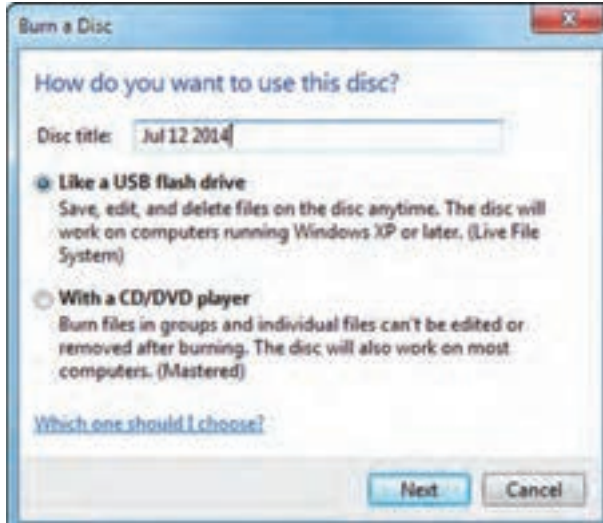 Burn a Disc
How do you want to use this disc?
Disc title: Jul 12 2014
Like a USB flash drive
Save, edit, and delete files on the disc anytime. The disc will
work on computers running Windows XP or later. (Live File
System)
With a CD/DVD player
Burn files in groups and individual files can't be edited or
removed after burning. The disc will also work on most
computers. (Mastered)
Which one should I choose?
Next Cancel